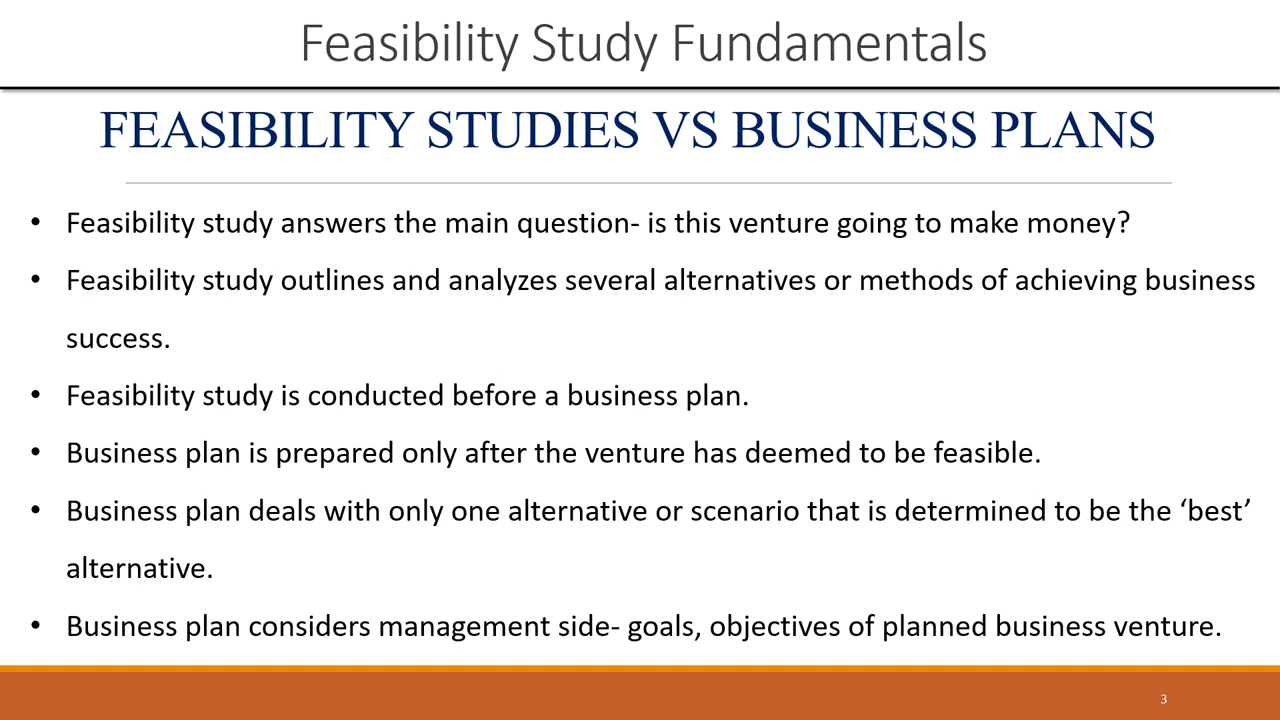 Feasibility Study Fundamentals
FEASIBILITY STUDIES VS BUSINESS PLANS
• Feasibility study answers the main question- is this venture going to make money?
• Feasibility study outlines and analyzes several alternatives or methods of achieving business
success.
• Feasibility study is conducted before a business plan.
• Business plan is prepared only after the venture has deemed to be feasible.
• Business plan deals with only one alternative or scenario that is determined to be the ‘best’
alternative.
• Business plan considers management side- goals, objectives of planned business venture.
3